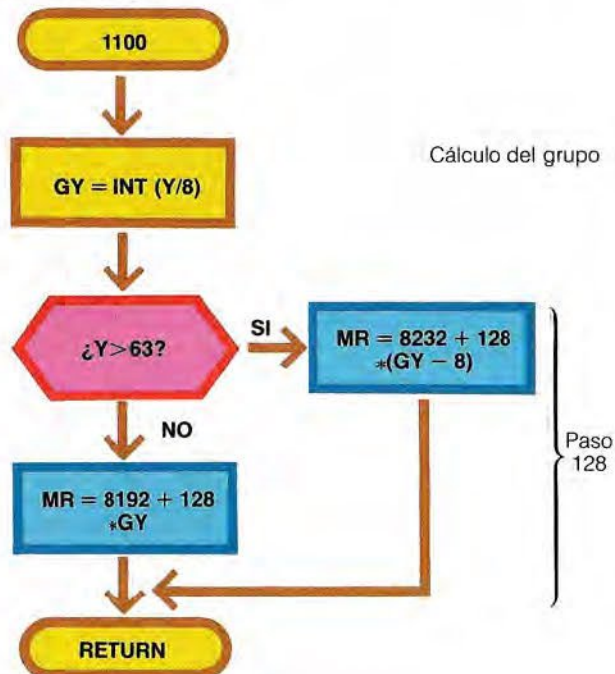 1100
GY = INT (Y/8)
Cálculo del grupo
¿Y>63?
SI
MR = 8232 + 128
*(GY − 8)
NO
MR = 8192 + 128
*GY
Paso
128
RETURN